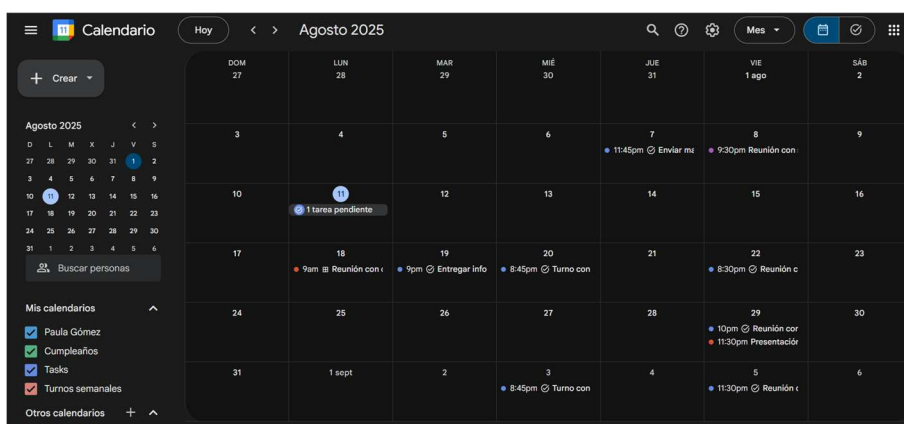 11 Calendario
Hoy
Agosto 2025
Mes
Crear
Agosto 2025
D L M X J V S
27 28 29 30 31 1 2
3 4 5 6 7 8 9
10 11 12 13 14 15 16
17 18 19 20 21 22 23
24 25 26 27 28 29 30
31 1 2 3 4 5 6
Buscar personas
Mis calendarios
Paula Gómez
Cumpleaños
Tasks
Turnos semanales
Otros calendarios
DOM LUN MAR MIÉ JUE VIE SÁB
27 28 29 30 31 1 ago 2
3 4 5 6 7 8 9
11:45pm Enviar ma 9:30pm Reunión con
10 11 12 13 14 15 16
1 tarea pendiente
17 18 19 20 21 22 23
9am Reunión con 9pm Entregar info 8:45pm Turno con 8:30pm Reunión c
24 25 26 27 28 29 30
10pm Reunión cor
11:30pm Presentación
31 1 sept 2 3 4 5 6
8:45pm Turno con 11:30pm Reunión